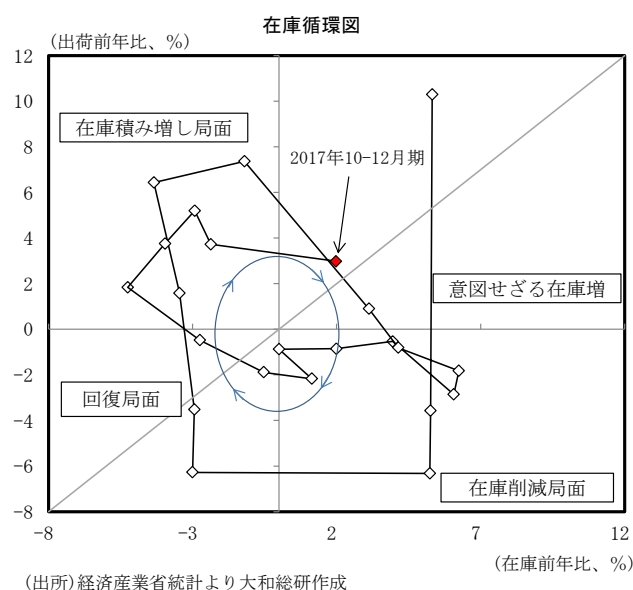 在庫循環図
(出荷前年比、%)
12
10
8
6
4
2
0
−2
−4
−6
−8
在庫積み増し局面
2017年10−12月期
意図せざる在庫増
回復局面
在庫削減局面
−8
−3
2
7
12
(在庫前年比、%)
(出所)経済産業省統計より大和総研作成